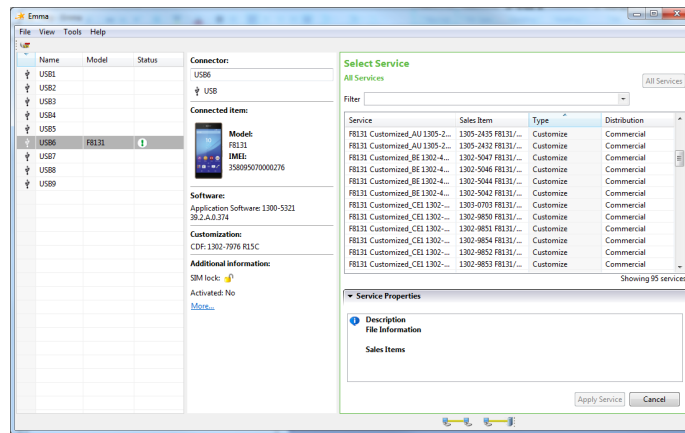 Emma
File View Tools Help
Name Model Status
USB1
USB2
USB3
USB4
USB5
USB6 F8131
USB7
USB8
USB9
Connector:
USB6
USB
Connected item:
Model:
F8131
IMEI:
358095070000276
Software:
Application Software: 1300-5321
39.2.A.0.374
Customization:
CDF: 1302-7976 R15C
Additional information:
SIM lock:
Activated: No
More...
Select Service
All Services
All Services
Filter
Service Sales Item Type Distribution
F8131 Customized_AU 1305-2... 1305-2435 F8131/... Customize Commercial
F8131 Customized_AU 1305-2... 1305-2432 F8131/... Customize Commercial
F8131 Customized_BE 1302-4... 1302-5047 F8131/... Customize Commercial
F8131 Customized_BE 1302-4... 1302-5046 F8131/... Customize Commercial
F8131 Customized_BE 1302-4... 1302-5044 F8131/... Customize Commercial
F8131 Customized_BE 1302-4... 1302-5042 F8131/... Customize Commercial
F8131 Customized_CE1 1302-... 1303-0703 F8131/... Customize Commercial
F8131 Customized_CE1 1302-... 1302-9850 F8131/... Customize Commercial
F8131 Customized_CE1 1302-... 1302-9851 F8131/... Customize Commercial
F8131 Customized_CE1 1302-... 1302-9854 F8131/... Customize Commercial
F8131 Customized_CE1 1302-... 1302-9852 F8131/... Customize Commercial
F8131 Customized_CE1 1302-... 1302-9853 F8131/... Customize Commercial
Showing 95 services
Service Properties
Description
File Information
Sales Items
Apply Service Cancel